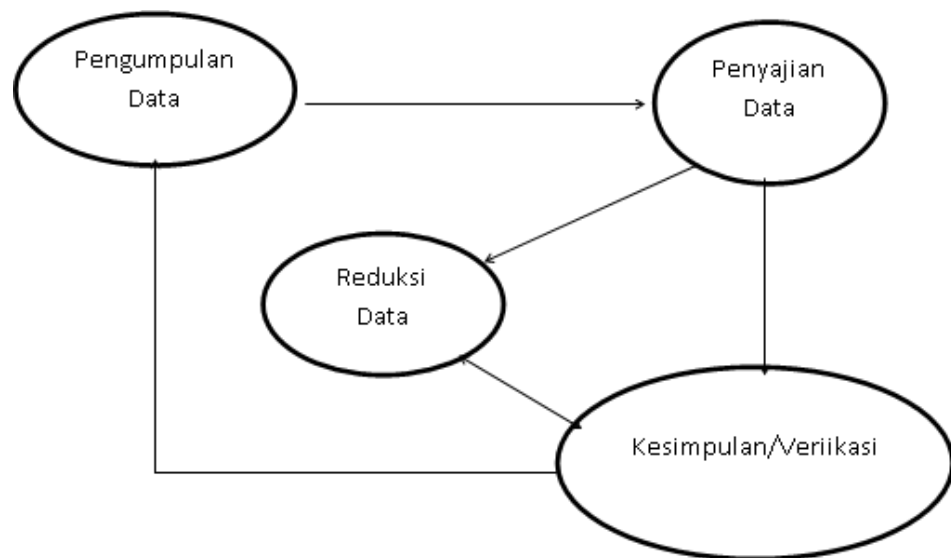 Pengumpulan
Data
Penyajian
Data
Reduksi
Data
Kesimpulan/Veriikasi